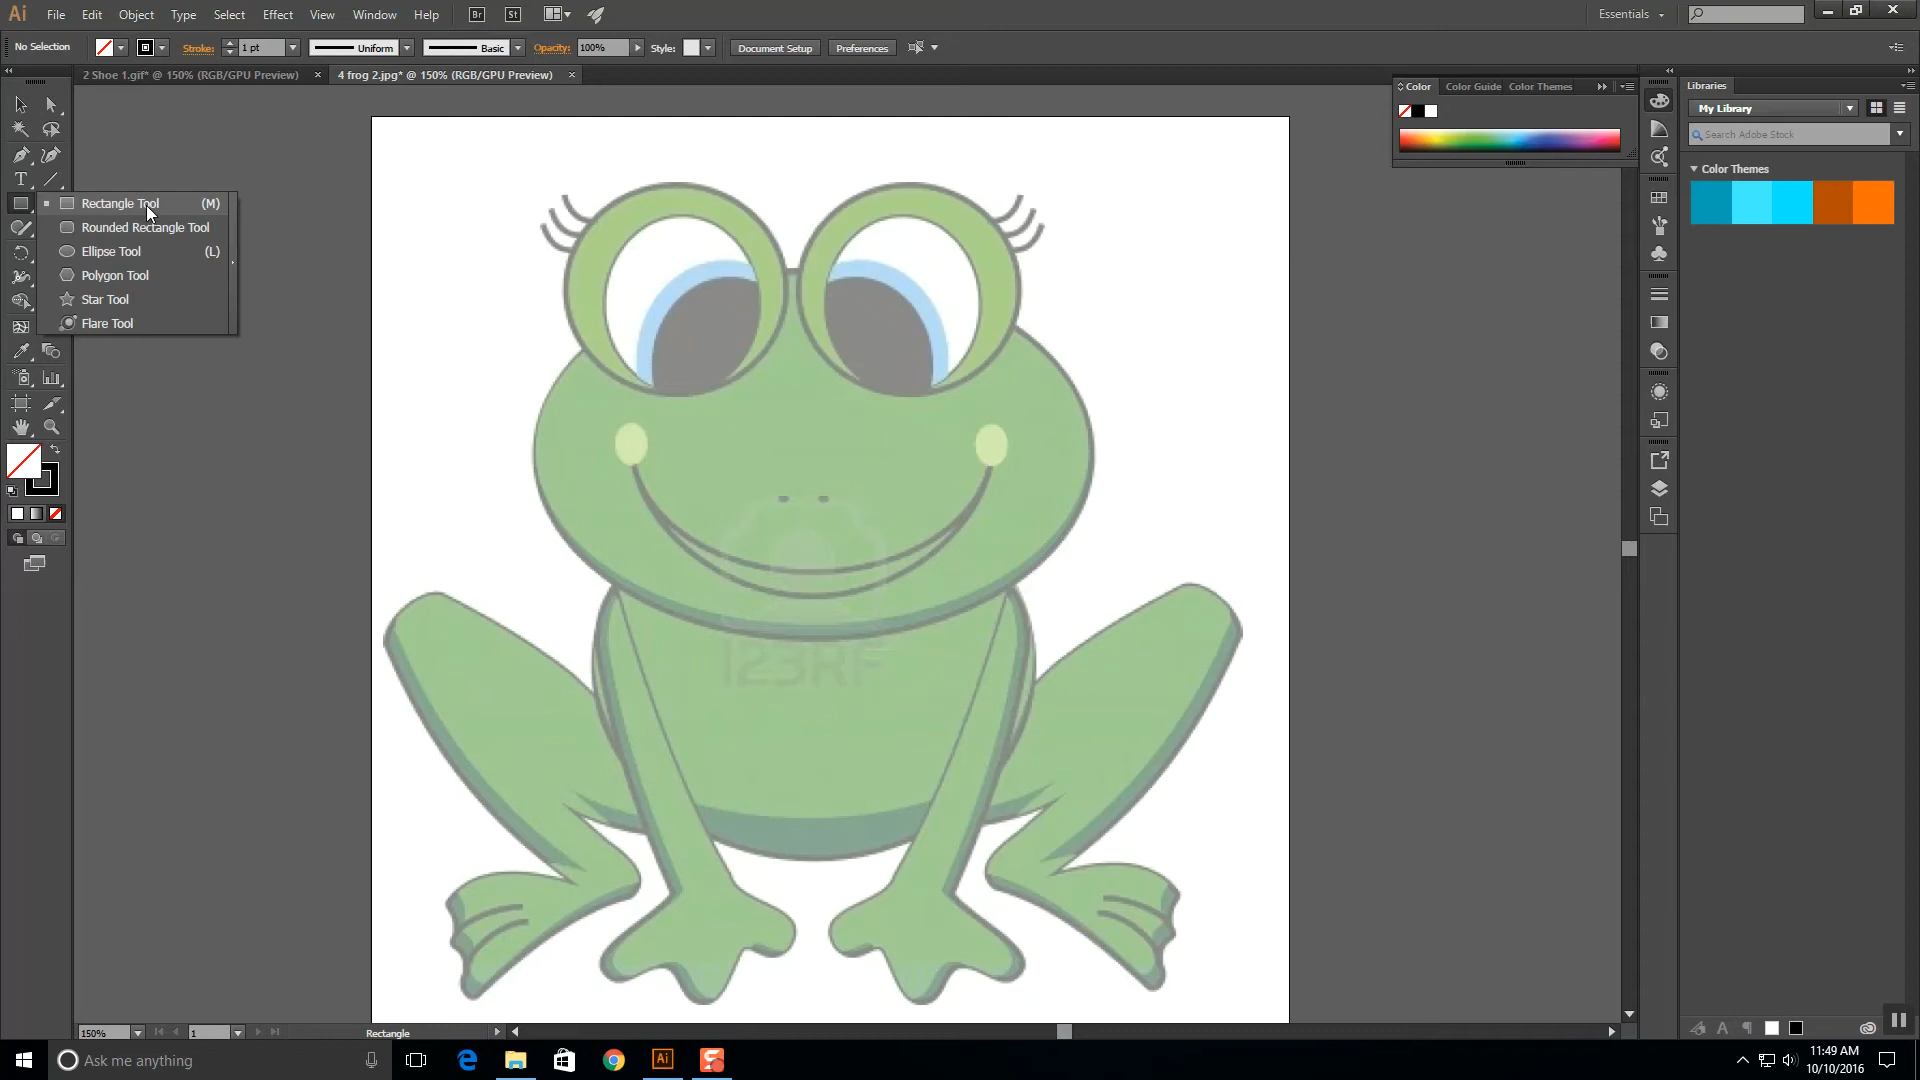 Ai File Edit Object Type Select Effect View Window Help Br St Essentials
No Selection Stroke: 1 pt Uniform Basic Opacity: 100% Style: Document Setup Preferences
2 Shoe 1.gif* @ 150% (RGB/GPU Preview) × 4 frog 2.jpg* @ 150% (RGB/GPU Preview) ×
Color Color Guide Color Themes
Libraries
My Library
Search Adobe Stock
Color Themes
T
Rectangle Tool (M)
Rounded Rectangle Tool
Ellipse Tool (L)
Polygon Tool
Star Tool
Flare Tool
123RF
150% 1 Rectangle
Ask me anything
Ai
11:49 AM
10/10/2016